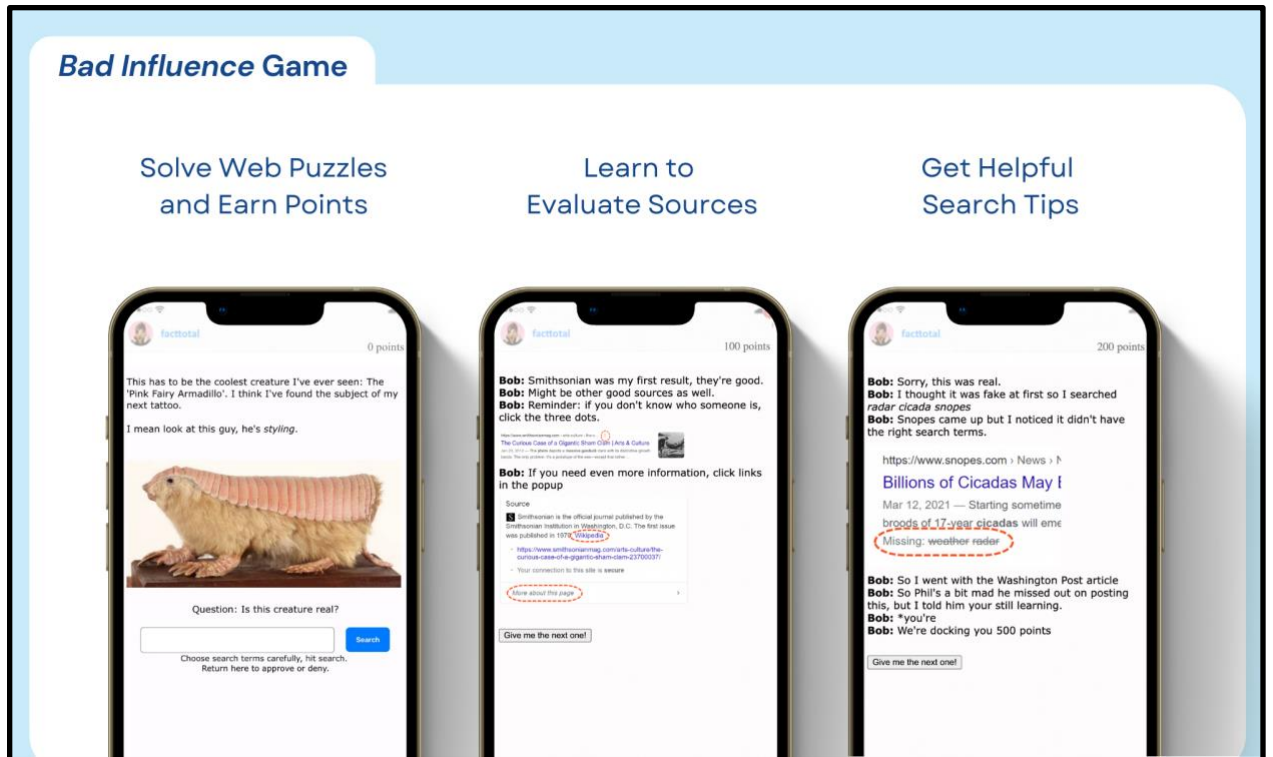 Bad Influence Game
Solve Web Puzzles
and Earn Points
facttotal
0 points
This has to be the coolest creature I've ever seen: The
'Pink Fairy Armadillo'. I think I've found the subject of my
next tattoo.
I mean look at this guy, he's styling.
Question: Is this creature real?
Search
Choose search terms carefully, hit search.
Return here to approve or deny.
Learn to
Evaluate Sources
facttotal
100 points
Bob: Smithsonian was my first result, they're good.
Bob: Might be other good sources as well.
Bob: Reminder: if you don't know who someone is,
click the three dots.
The Curious Case of a Gigantic Sham Clam | Arts & Culture
Bob: If you need even more information, click links
in the popup
Source
Smithsonian is the official journal published by the
Smithsonian Institution in Washington, D.C. The first issue
was published in 1970. Wikipedia
https://www.smithsonianmag.com/arts-culture/the-
curious-case-of-a-gigantic-sham-clam-23700037/
Your connection to this site is secure
More about this page
Give me the next one!
Get Helpful
Search Tips
facttotal
200 points
Bob: Sorry, this was real.
Bob: I thought it was fake at first so I searched
radar cicada snopes
Bob: Snopes came up but I noticed it didn't have
the right search terms.
https://www.snopes.com › News ›
Billions of Cicadas May
Mar 12, 2021 — Starting sometime
broods of 17-year cicadas will eme
Missing: weather radar
Bob: So I went with the Washington Post article
Bob: So Phil's a bit mad he missed out on posting
this, but I told him your still learning.
Bob: *you're
Bob: We're docking you 500 points
Give me the next one!